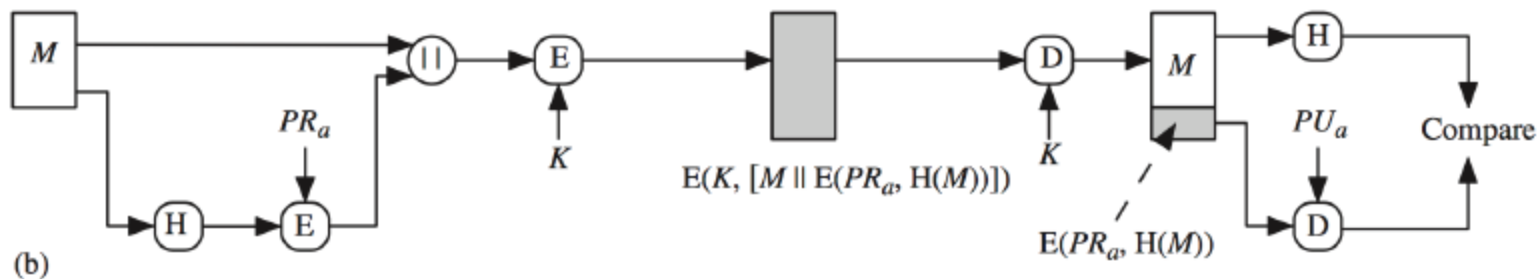 M
H
PRₐ
E
||
E
K
E(K, [M || E(PRₐ, H(M))])
D
K
M
E(PRₐ, H(M))
H
PUₐ
D
Compare
(b)